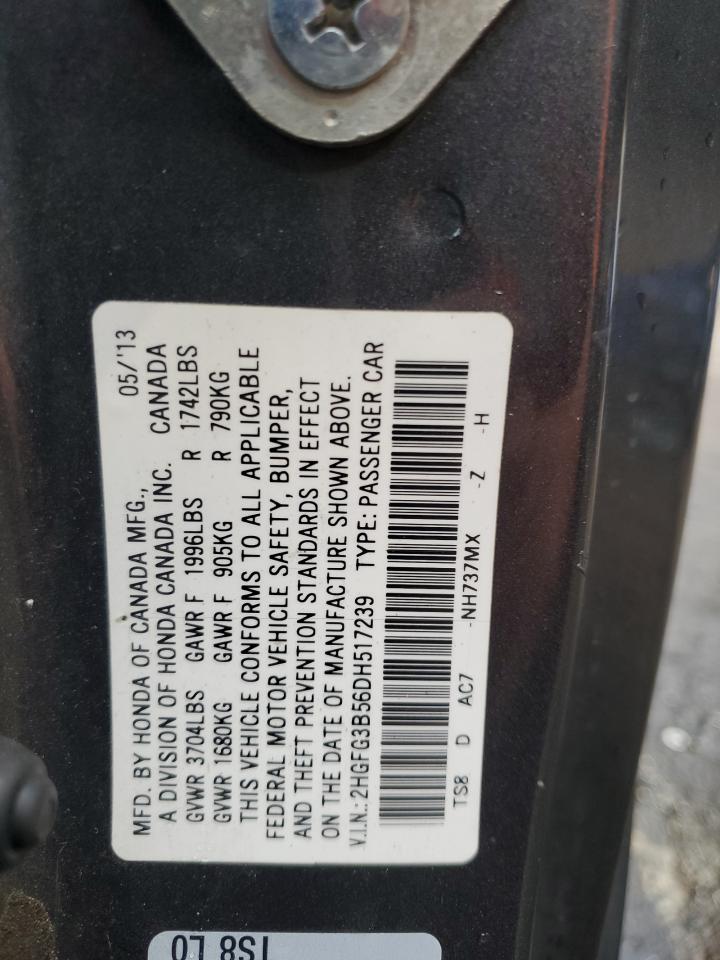 MFD. BY HONDA OF CANADA MFG., 05/'13
A DIVISION OF HONDA CANADA INC. CANADA
GVWR 3704LBS GAWR F 1996LBS R 1742LBS
GVWR 1680KG GAWR F 905KG R 790KG
THIS VEHICLE CONFORMS TO ALL APPLICABLE
FEDERAL MOTOR VEHICLE SAFETY, BUMPER,
AND THEFT PREVENTION STANDARDS IN EFFECT
ON THE DATE OF MANUFACTURE SHOWN ABOVE.
V.I.N.: 2HGFG3B56DH517239 TYPE: PASSENGER CAR
TS8 D AC7 -NH737MX -Z -H
TS8 L0